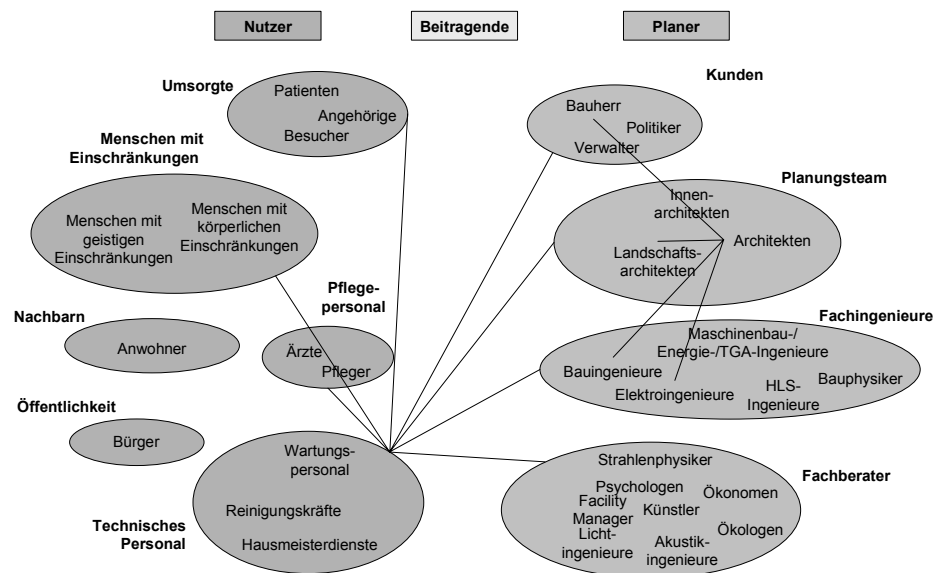 Nutzer
Beitragende
Planer
Umsorgte
Patienten
Angehörige
Besucher
Kunden
Bauherr
Politiker
Verwalter
Menschen mit
Einschränkungen
Menschen mit
geistigen
Einschränkungen
Menschen mit
körperlichen
Einschränkungen
Planungsteam
Innen-
architekten
Architekten
Landschafts-
architekten
Pflege-
personal
Ärzte
Pfleger
Nachbarn
Anwohner
Fachingenieure
Maschinenbau-/
Energie-/TGA-Ingenieure
Bauingenieure
Elektroingenieure
HLS-
Ingenieure
Bauphysiker
Öffentlichkeit
Bürger
Wartungs-
personal
Reinigungskräfte
Hausmeisterdienste
Technisches
Personal
Fachberater
Strahlenphysiker
Psychologen
Ökonomen
Facility
Manager
Künstler
Licht-
ingenieure
Akustik-
ingenieure
Ökologen